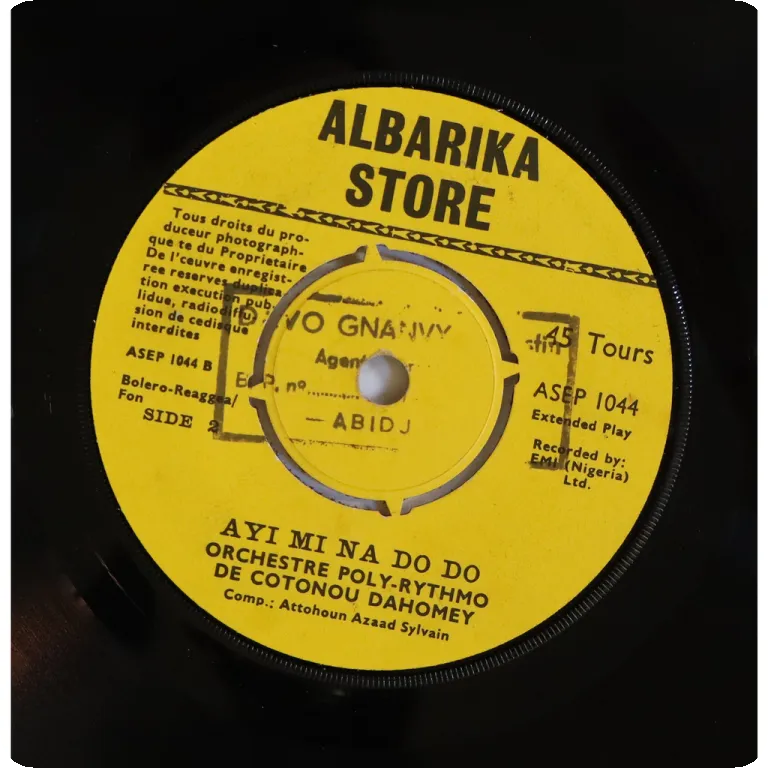 ALBARIKA
STORE
Tous droits du pro-
duceur photograph-
que te du Proprietaire
De l'œuvre enregist-
ree reserves duplica-
tion execution pub-
lidue, radiodiffu
sion de cedisque
interdites
ASEP 1044 B
Bolero-Reaggea/
Fon
SIDE 2
GNANVY
Agent
B.P. nº
—ABIDJ
45 Tours
ASEP 1044
Extended Play
Recorded by:
EMI (Nigeria)
Ltd.
AYI MI NA DO DO
ORCHESTRE POLY-RYTHMO
DE COTONOU DAHOMEY
Comp.: Attohoun Azaad Sylvain